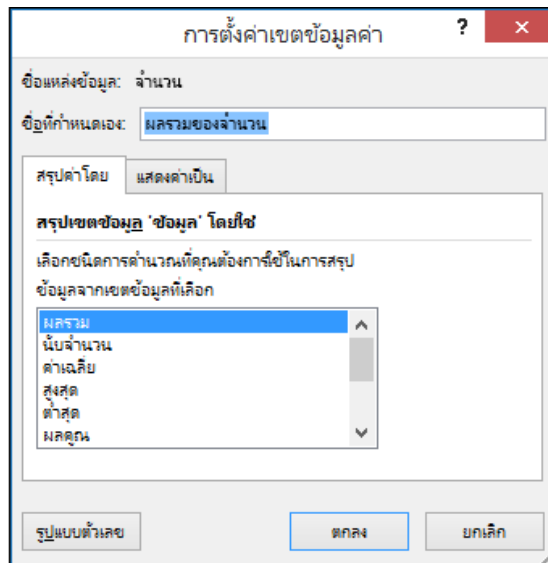 การตั้งค่าเขตข้อมูลค่า ?
ชื่อแหล่งข้อมูล: จำนวน
ชื่อที่กำหนดเอง: ผลรวมของจำนวน
สรุปค่าโดย แสดงค่าเป็น
สรุปเขตข้อมูล 'ข้อมูล' โดยใช้
เลือกชนิดการคำนวณที่คุณต้องการใช้ในการสรุป
ข้อมูลจากเขตข้อมูลที่เลือก
ผลรวม
นับจำนวน
ค่าเฉลี่ย
สูงสุด
ต่ำสุด
ผลคูณ
รูปแบบตัวเลข ตกลง ยกเลิก